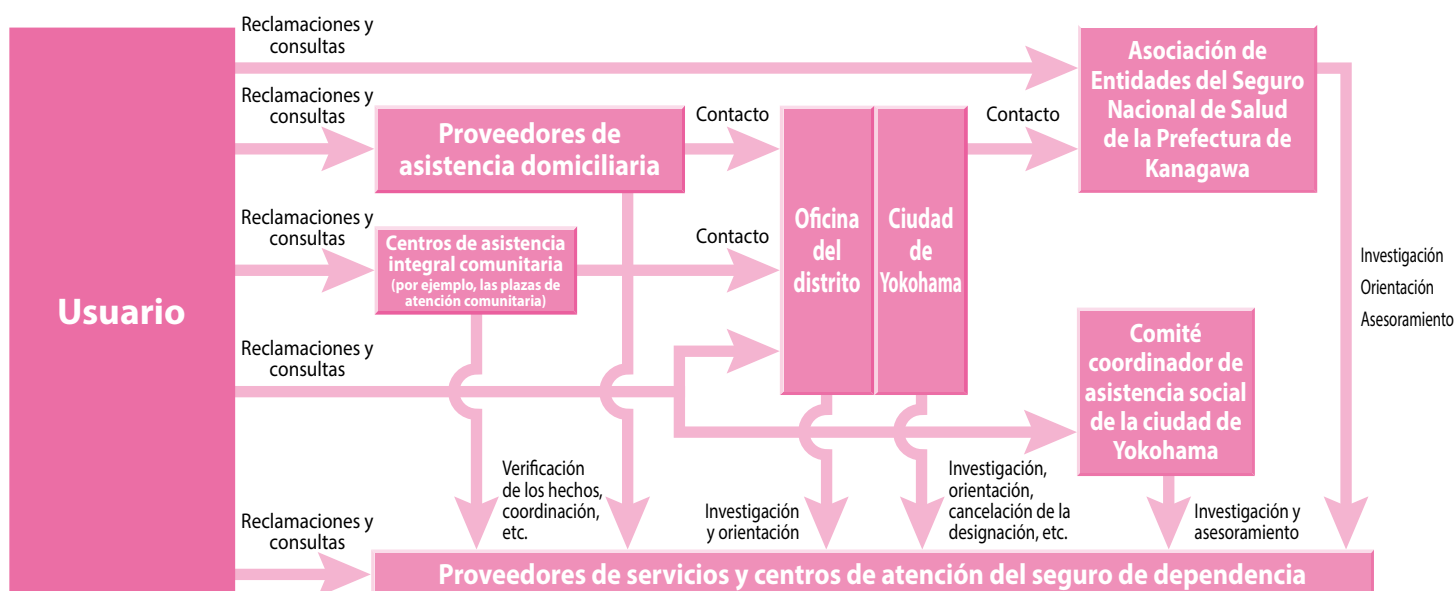 Reclamaciones y
consultas
Asociación de
Entidades del Seguro
Nacional de Salud
de la Prefectura de
Kanagawa
Reclamaciones y
consultas
Proveedores de
asistencia domiciliaria
Contacto
Contacto
Oficina
del
distrito
Ciudad
de
Yokohama
Reclamaciones y
consultas
Centros de asistencia
integral comunitaria
(por ejemplo, las plazas de
atención comunitaria)
Contacto
Investigación
Orientación
Asesoramiento
Usuario
Reclamaciones y
consultas
Comité
coordinador de
asistencia social
de la ciudad de
Yokohama
Verificación
de los hechos,
coordinación,
etc.
Investigación
y orientación
Investigación,
orientación,
cancelación de la
designación, etc.
Investigación y
asesoramiento
Reclamaciones y
consultas
Proveedores de servicios y centros de atención del seguro de dependencia